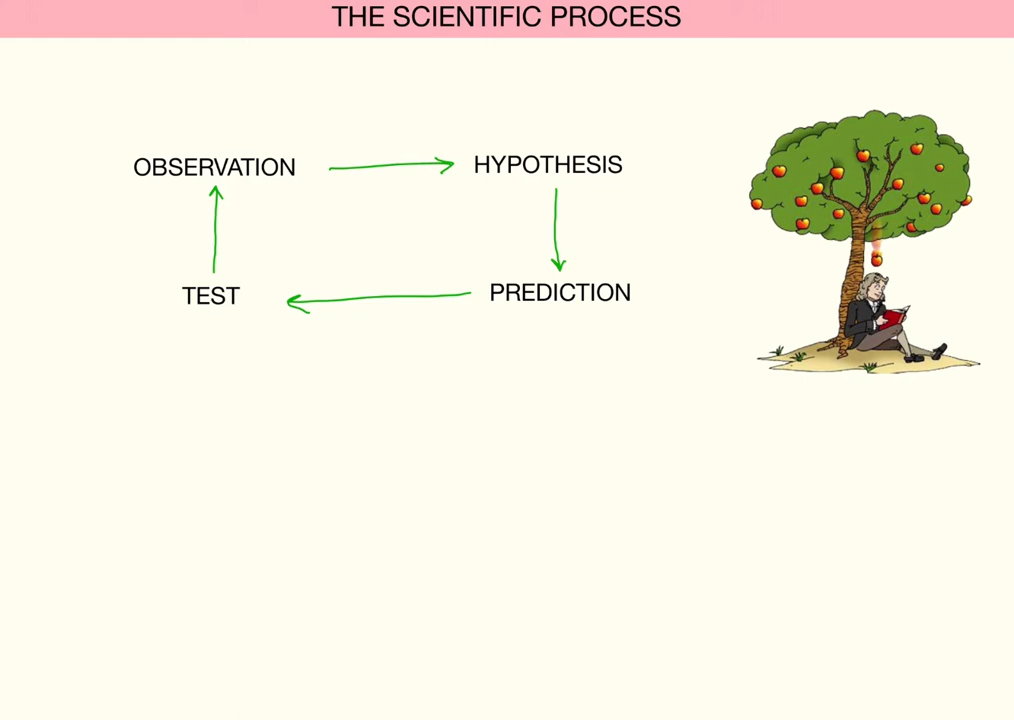 THE SCIENTIFIC PROCESS
OBSERVATION
HYPOTHESIS
TEST
PREDICTION